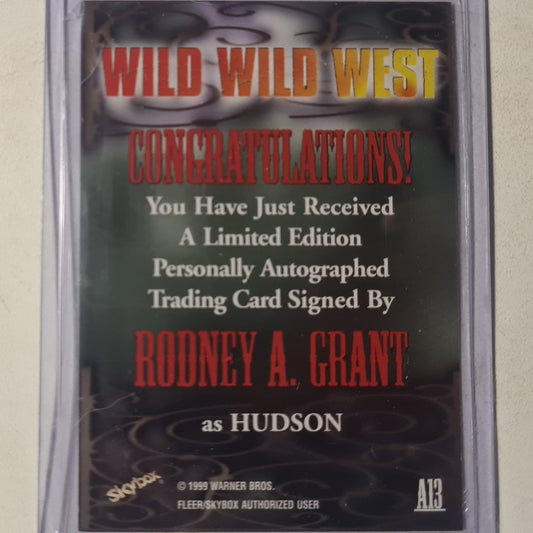 WILD WILD WEST
CONGRATULATIONS!
You Have Just Received
A Limited Edition
Personally Autographed
Trading Card Signed By
RODNEY A. GRANT
as HUDSON
skybox
© 1999 WARNER BROS.
FLEER/SKYBOX AUTHORIZED USER
A13